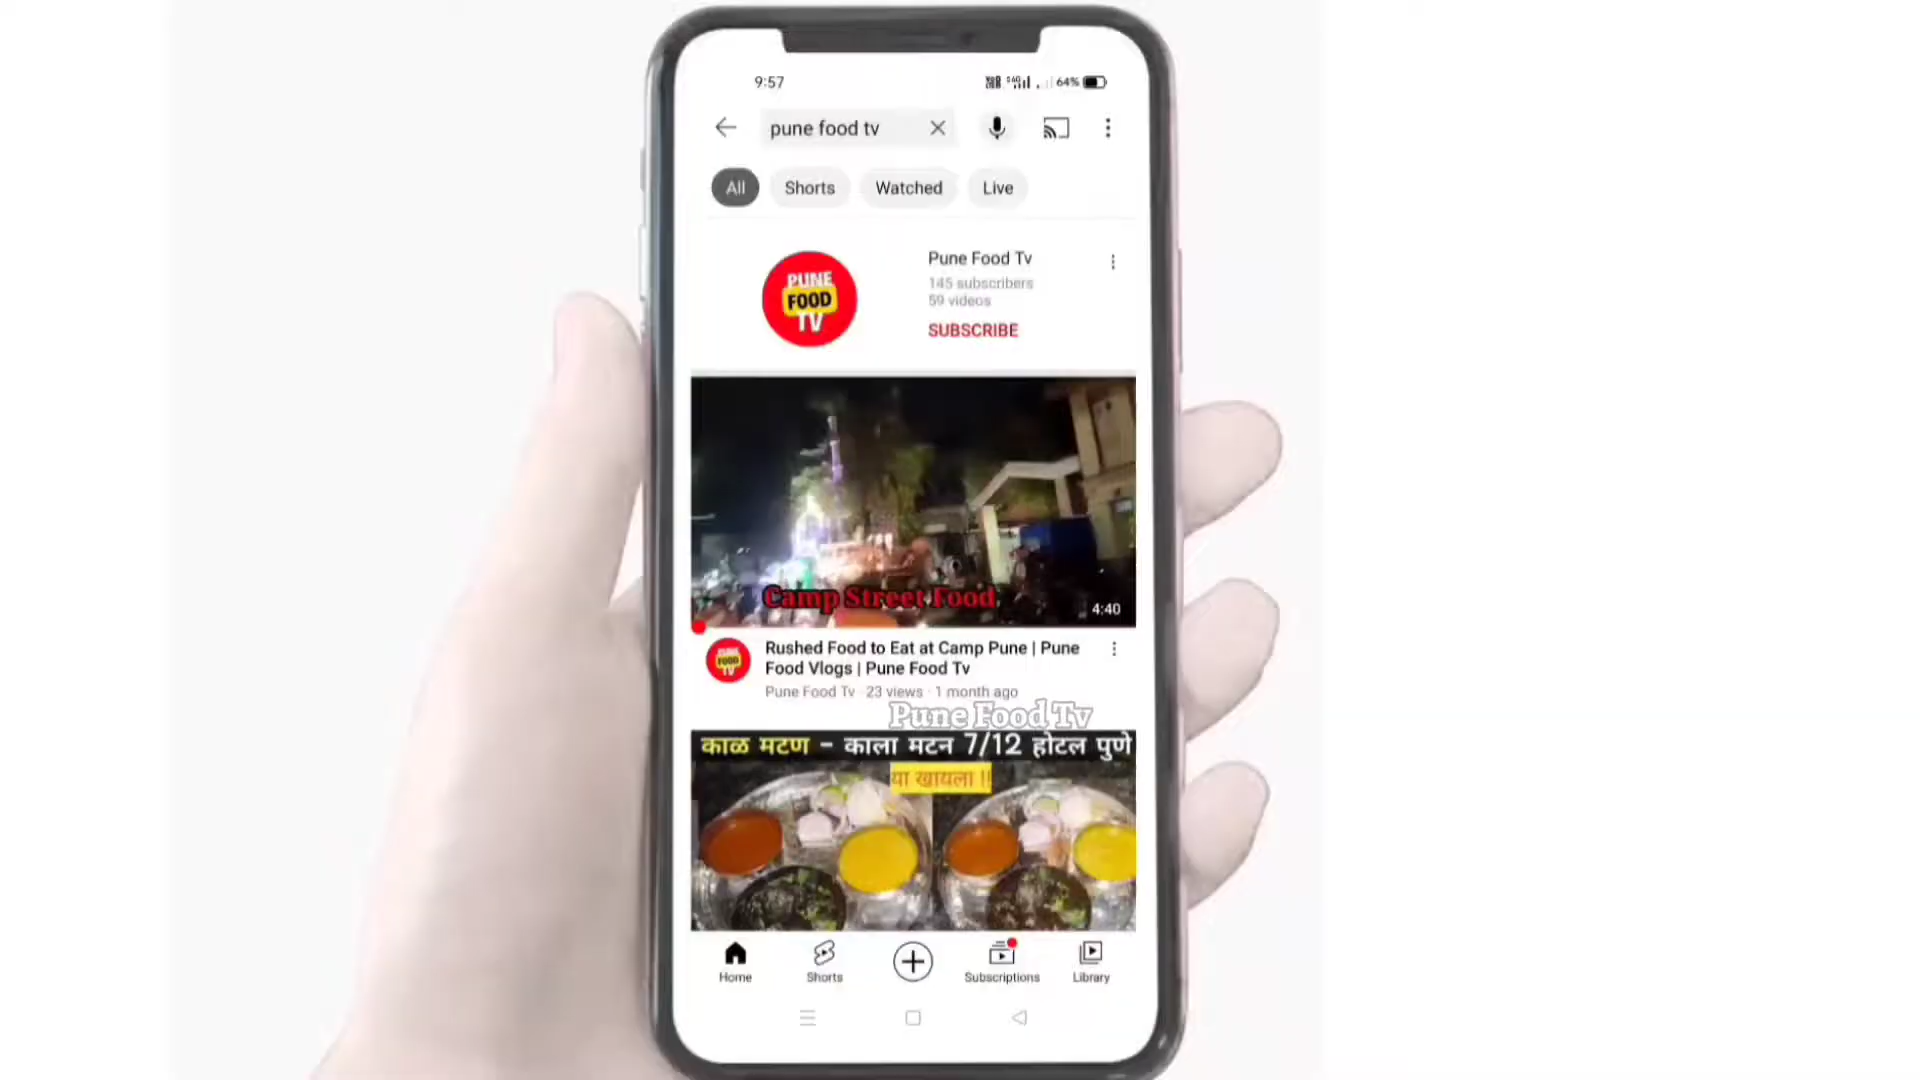 9:57
64%
pune food tv
All
Shorts
Watched
Live
PUNE
FOOD
TV
Pune Food Tv
145 subscribers
59 videos
SUBSCRIBE
Camp Street Food
4:40
PUNE
FOOD
TV
Rushed Food to Eat at Camp Pune | Pune
Food Vlogs | Pune Food Tv
Pune Food Tv · 23 views · 1 month ago
Pune Food Tv
काळ मटण - काला मटन 7/12 होटल पुणे
या खायला !!
Home
Shorts
Subscriptions
Library